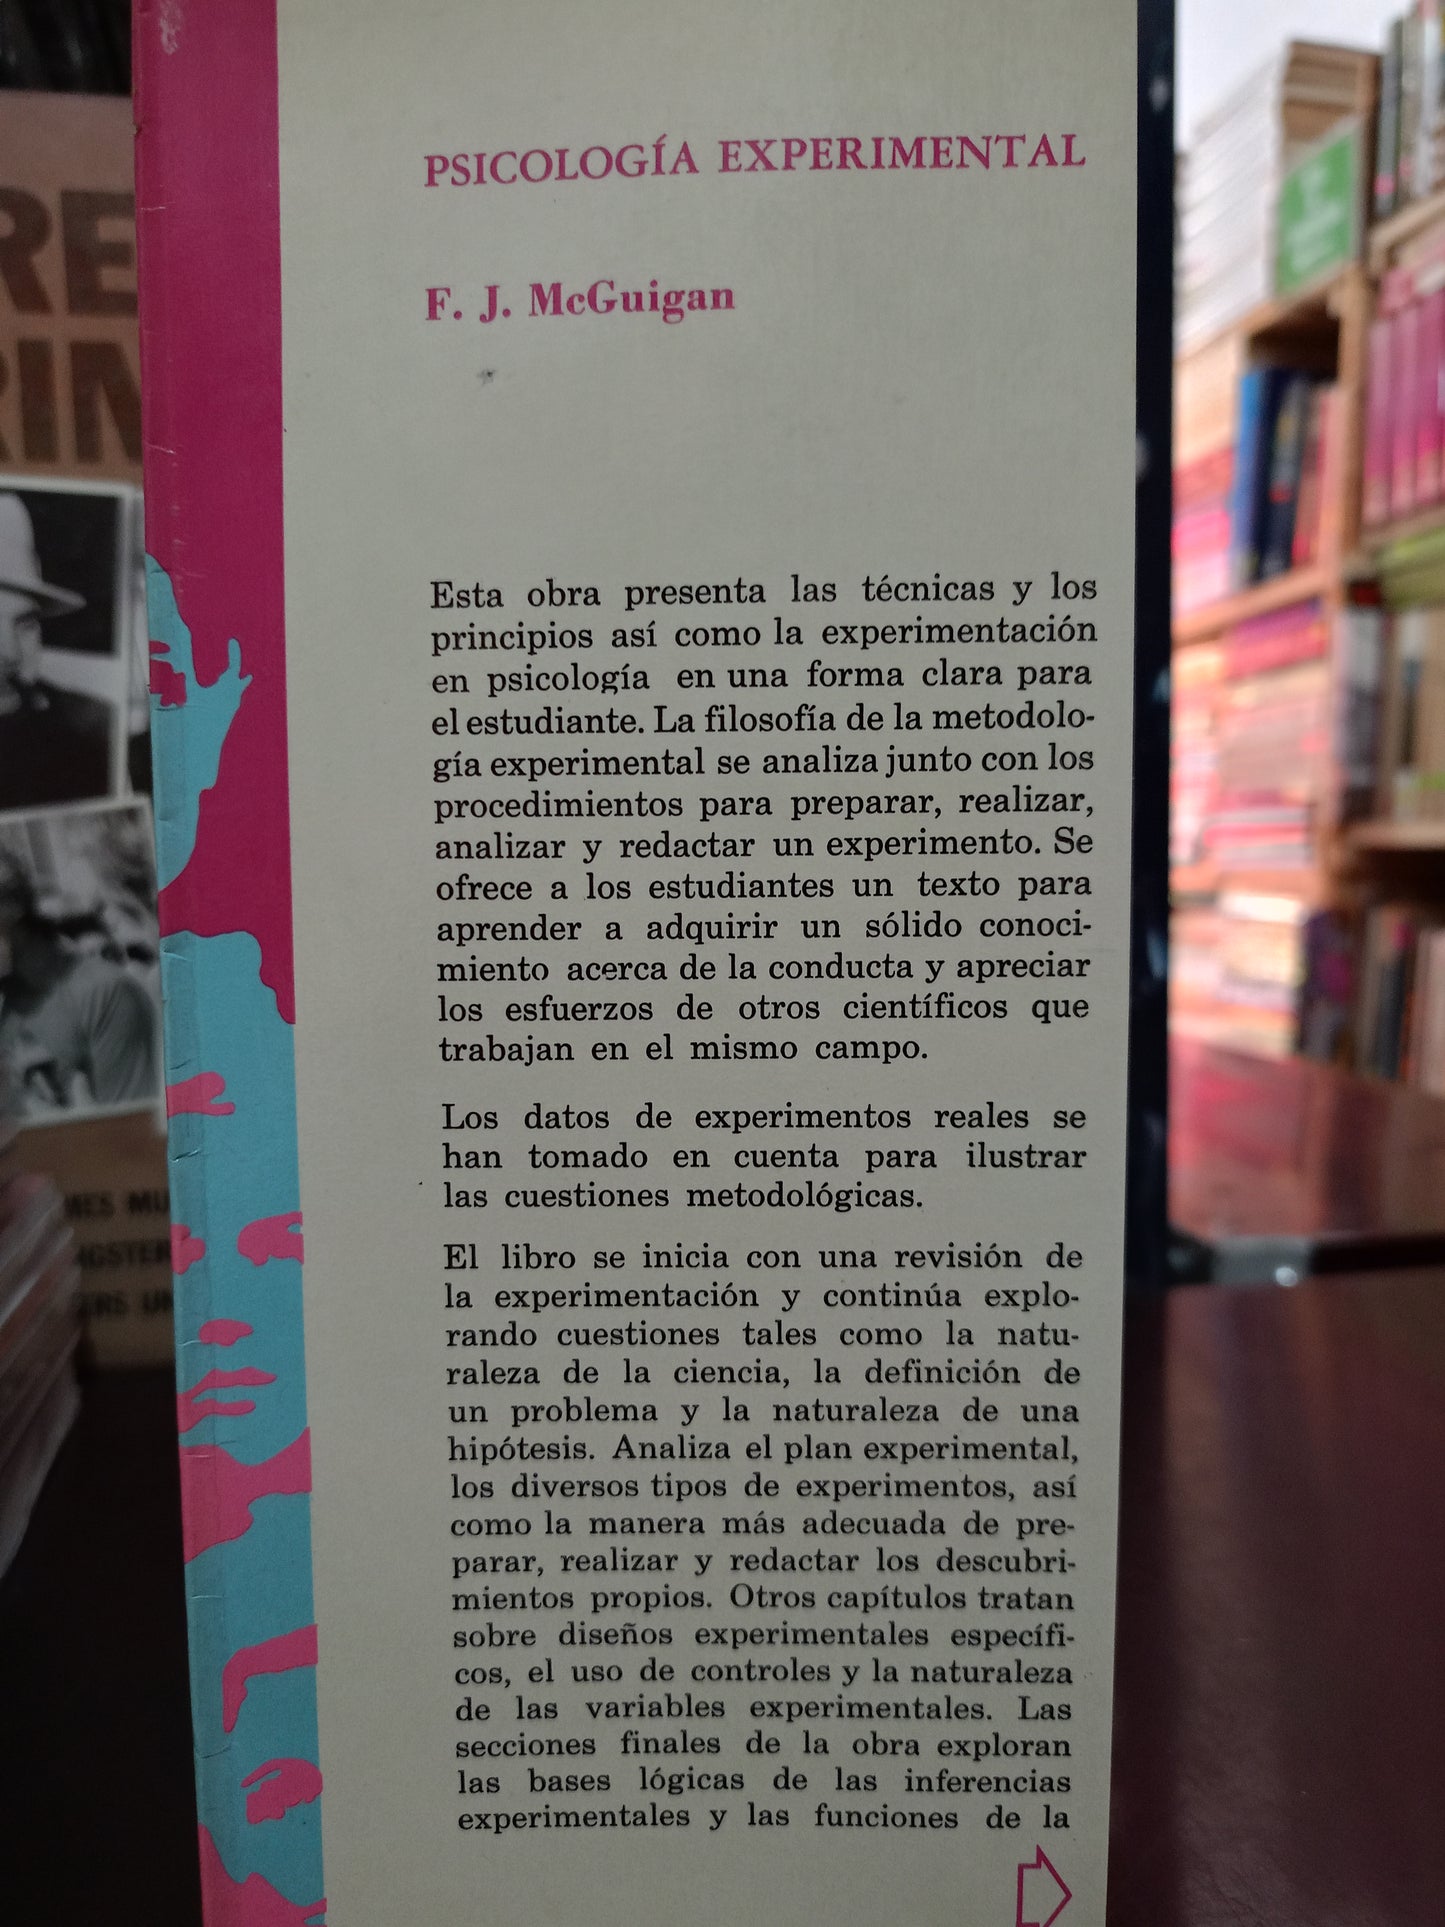 PSICOLOGÍA EXPERIMENTAL
F. J. McGuigan
Esta obra presenta las técnicas y los
principios así como la experimentación
en psicología en una forma clara para
el estudiante. La filosofía de la metodolo-
gía experimental se analiza junto con los
procedimientos para preparar, realizar,
analizar y redactar un experimento. Se
ofrece a los estudiantes un texto para
aprender a adquirir un sólido conoci-
miento acerca de la conducta y apreciar
los esfuerzos de otros científicos que
trabajan en el mismo campo.
Los datos de experimentos reales se
han tomado en cuenta para ilustrar
las cuestiones metodológicas.
El libro se inicia con una revisión de
la experimentación y continúa explo-
rando cuestiones tales como la natu-
raleza de la ciencia, la definición de
un problema y la naturaleza de una
hipótesis. Analiza el plan experimental,
los diversos tipos de experimentos, así
como la manera más adecuada de pre-
parar, realizar y redactar los descubri-
mientos propios. Otros capítulos tratan
sobre diseños experimentales específi-
cos, el uso de controles y la naturaleza
de las variables experimentales. Las
secciones finales de la obra exploran
las bases lógicas de las inferencias
experimentales y las funciones de la